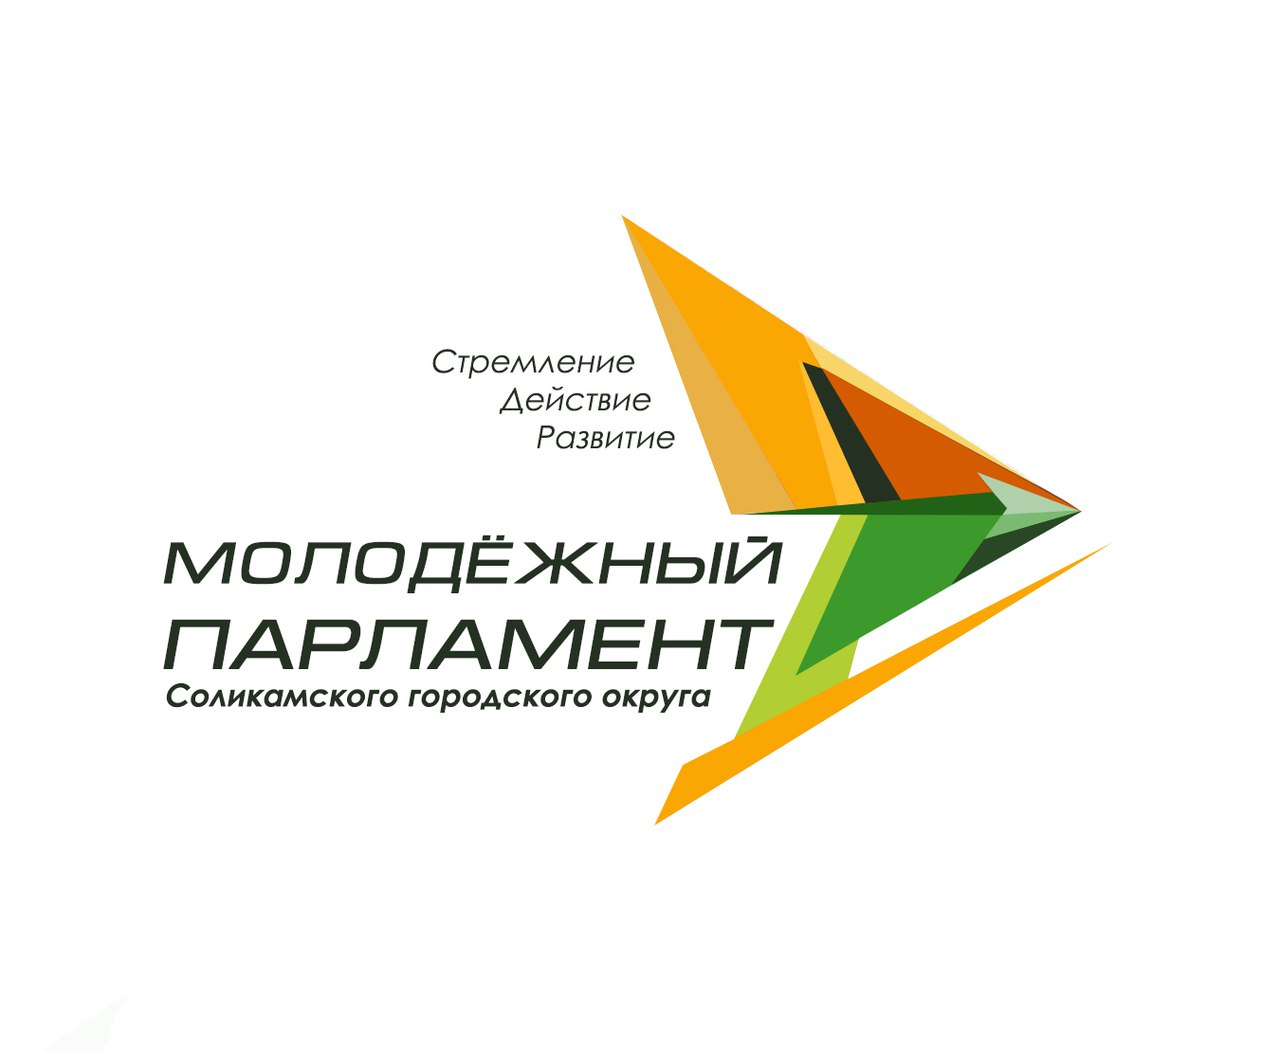 Стремление
Действие
Развитие
МОЛОДЁЖНЫЙ
ПАРЛАМЕНТ
Соликамского городского округа